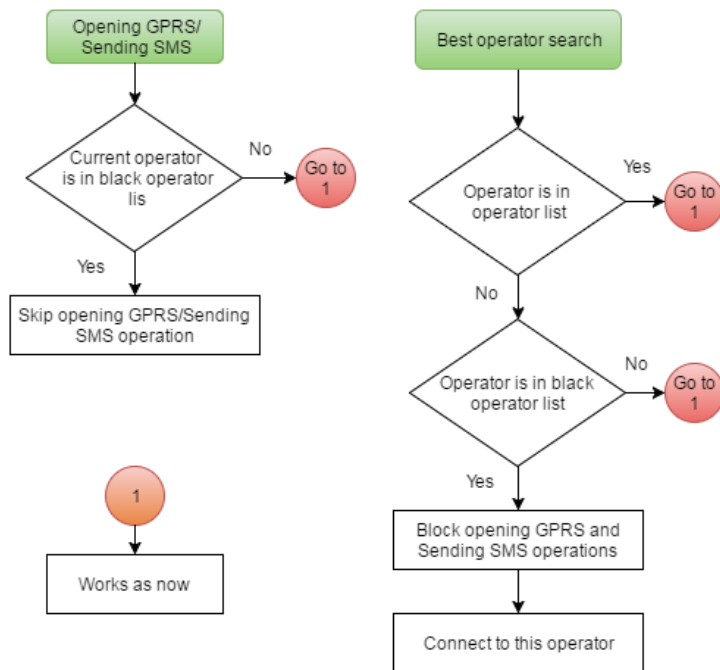 Opening GPRS/
Sending SMS
Current operator
is in black operator
lis
No
Go to
1
Yes
Skip opening GPRS/Sending
SMS operation
1
Works as now
Best operator search
Operator is in
operator list
Yes
Go to
1
No
Operator is in black
operator list
No
Go to
1
Yes
Block opening GPRS and
Sending SMS operations
Connect to this operator